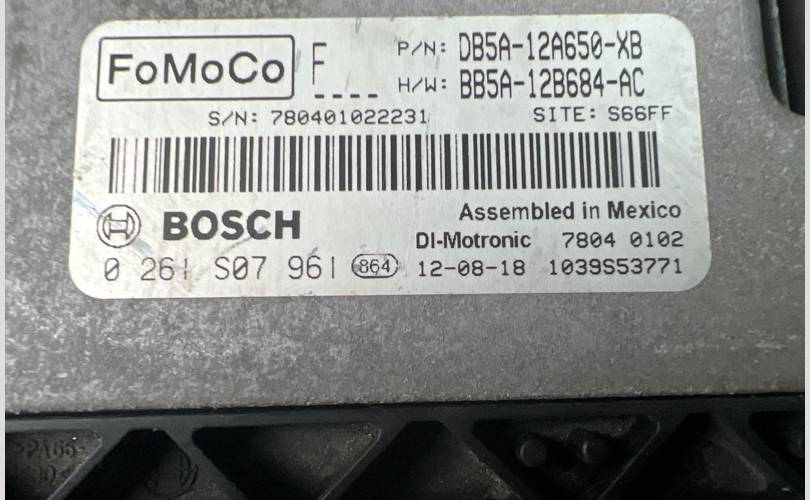 FoMoCo F P/N: DB5A-12A650-XB
---- H/W: BB5A-12B684-AC
S/N: 780401022231 SITE: S66FF
BOSCH Assembled in Mexico
DI-Motronic 7804 0102
0 261 S07 961 864 12-08-18 1039S53771